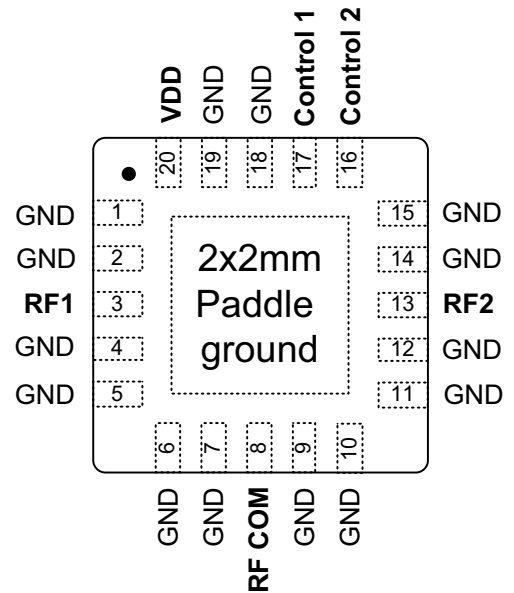 VDD GND GND Control 1 Control 2
20 19 18 17 16
GND 1 15 GND
GND 2 14 GND
RF1 3 13 RF2
GND 4 12 GND
GND 5 11 GND
2x2mm
Paddle
ground
6 7 8 9 10
GND GND RF COM GND GND